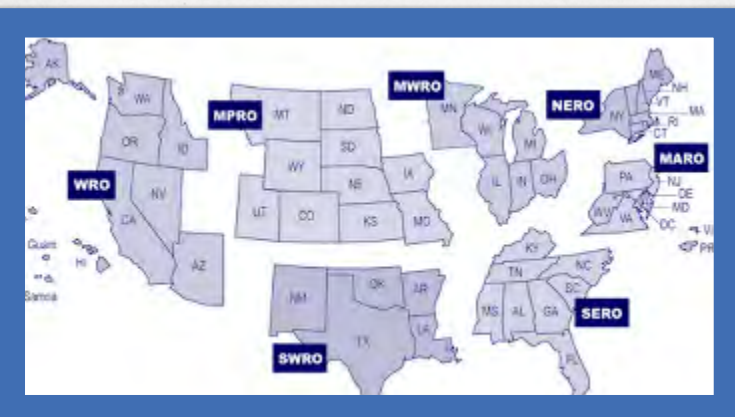 AK
WA
OR
ID
WRO
NV
CA
AZ
Guam
HI
Samoa
MPRO
MT
ND
SD
WY
NE
IA
UT
CO
KS
MO
MWRO
MN
WI
MI
IL
IN
OH
NERO
ME
NH
VT
MA
NY
RI
CT
MARO
PA
NJ
DE
MD
WV
VA
DC
VI
PR
NM
OK
AR
TX
LA
SWRO
KY
TN
NC
SC
MS
AL
GA
SERO
FL